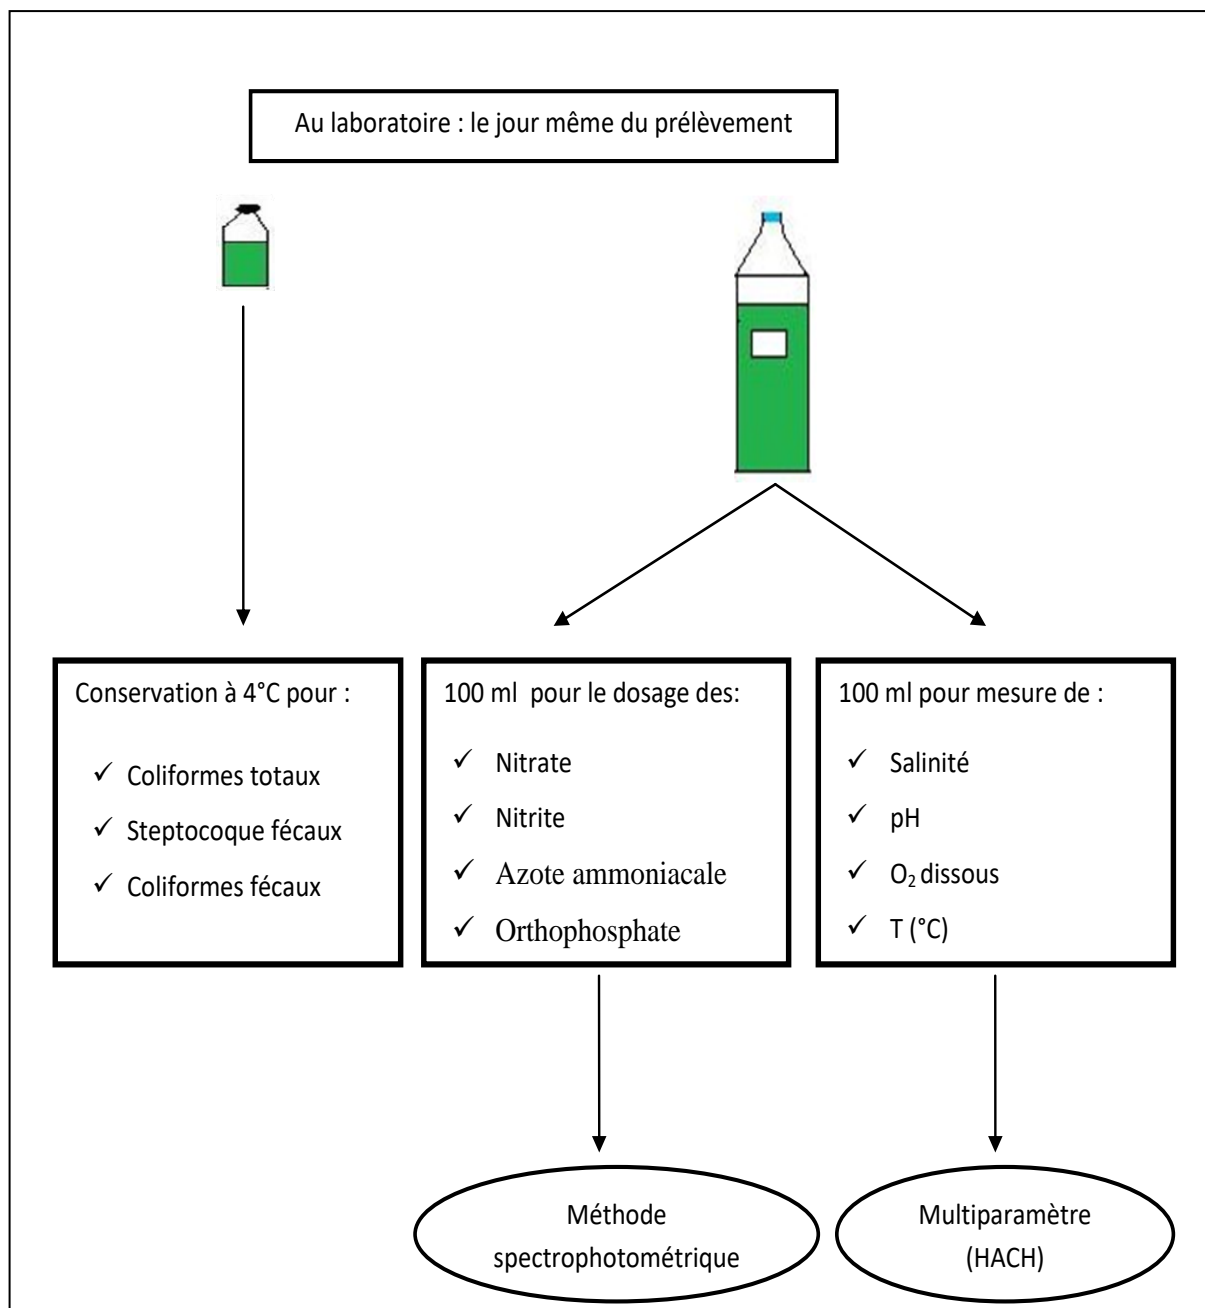 Au laboratoire : le jour même du prélèvement
Conservation à 4°C pour :
✓ Coliformes totaux
✓ Steptocoque fécaux
✓ Coliformes fécaux
100 ml pour le dosage des:
✓ Nitrate
✓ Nitrite
✓ Azote ammoniacale
✓ Orthophosphate
100 ml pour mesure de :
✓ Salinité
✓ pH
✓ O₂ dissous
✓ T (°C)
Méthode
spectrophotométrique
Multiparamètre
(HACH)